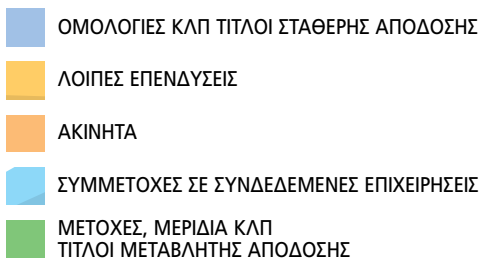 ΟΜΟΛΟΓΙΕΣ ΚΛΠ ΤΙΤΛΟΙ ΣΤΑΘΕΡΗΣ ΑΠΟΔΟΣΗΣ
ΛΟΙΠΕΣ ΕΠΕΝΔΥΣΕΙΣ
ΑΚΙΝΗΤΑ
ΣΥΜΜΕΤΟΧΕΣ ΣΕ ΣΥΝΔΕΔΕΜΕΝΕΣ ΕΠΙΧΕΙΡΗΣΕΙΣ
ΜΕΤΟΧΕΣ, ΜΕΡΙΔΙΑ ΚΛΠ
ΤΙΤΛΟΙ ΜΕΤΑΒΛΗΤΗΣ ΑΠΟΔΟΣΗΣ